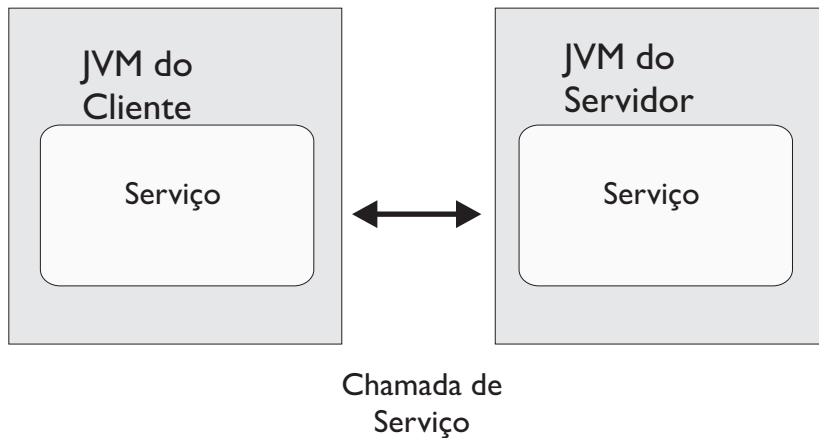 JVM do
Cliente
Serviço
JVM do
Servidor
Serviço
Chamada de
Serviço